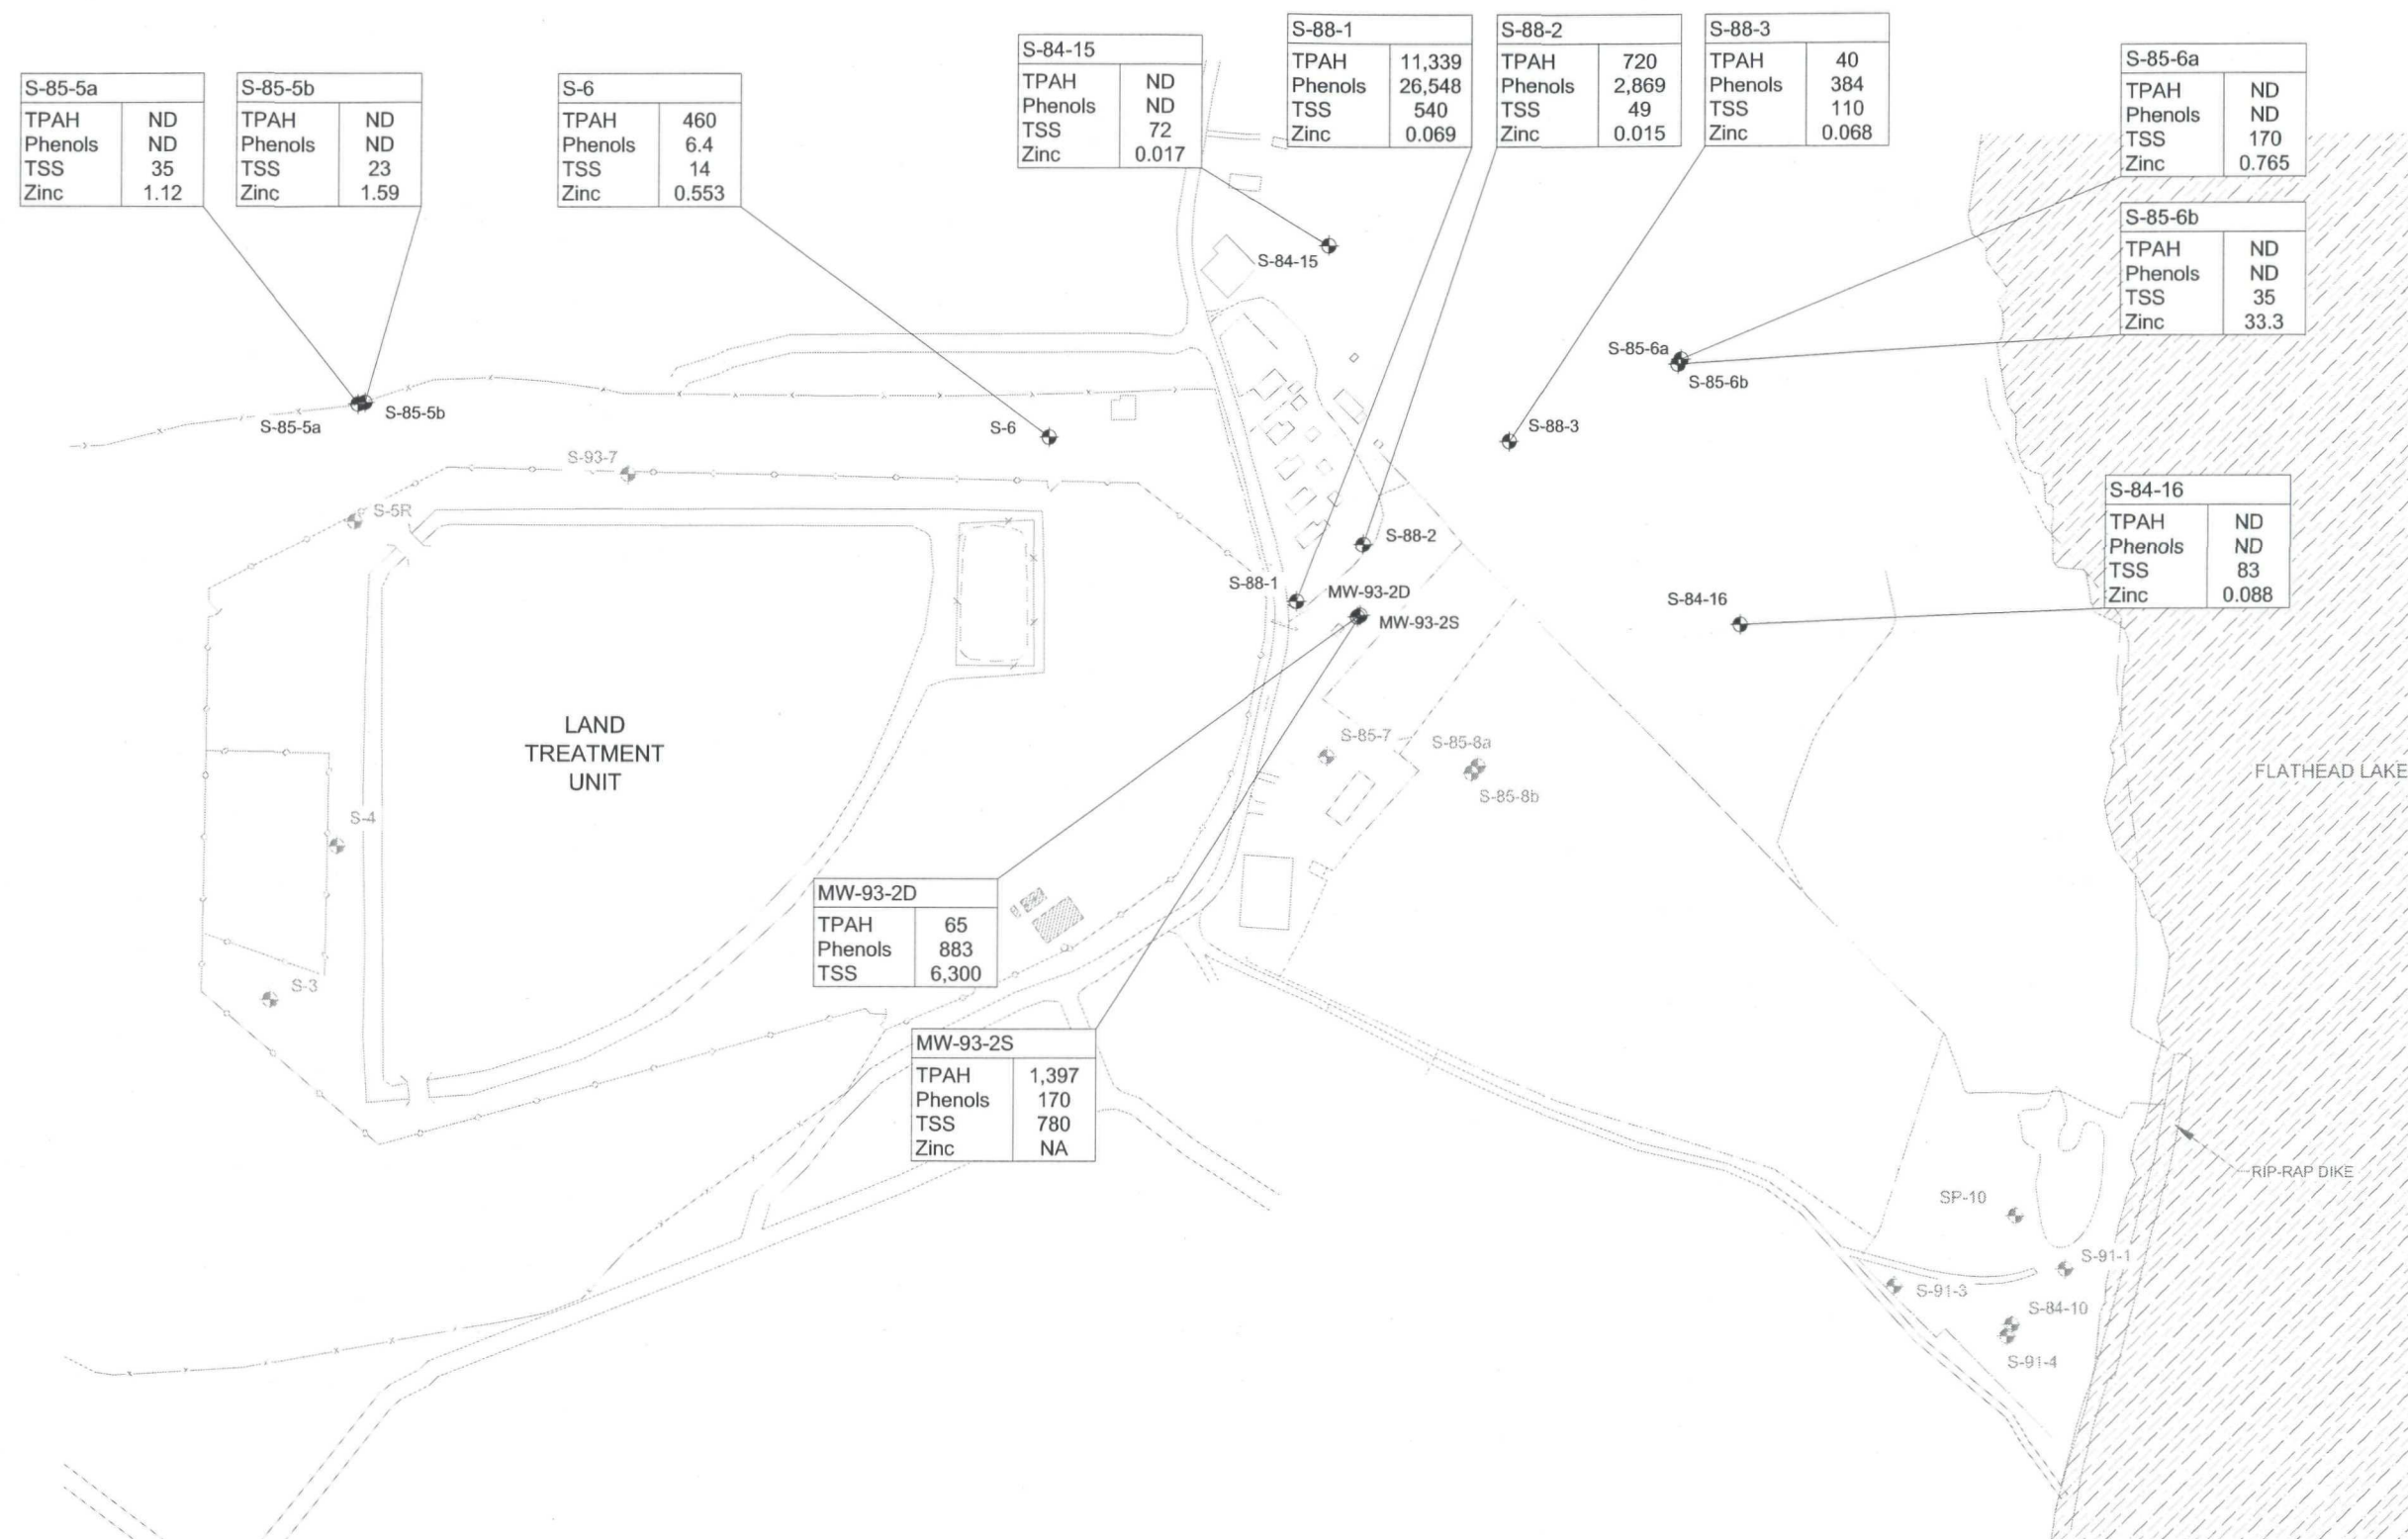 S-85-5a
TPAH ND
Phenols ND
TSS 35
Zinc 1.12
S-85-5b
TPAH ND
Phenols ND
TSS 23
Zinc 1.59
S-6
TPAH 460
Phenols 6.4
TSS 14
Zinc 0.553
S-84-15
TPAH ND
Phenols ND
TSS 72
Zinc 0.017
S-88-1
TPAH 11,339
Phenols 26,548
TSS 540
Zinc 0.069
S-88-2
TPAH 720
Phenols 2,869
TSS 49
Zinc 0.015
S-88-3
TPAH 40
Phenols 384
TSS 110
Zinc 0.068
S-85-6a
TPAH ND
Phenols ND
TSS 170
Zinc 0.765
S-85-6b
TPAH ND
Phenols ND
TSS 35
Zinc 33.3
S-84-15
S-85-6a
S-85-6b
S-85-5a
S-85-5b
S-6
S-88-3
S-93-7
S-5R
S-84-16
TPAH ND
Phenols ND
TSS 83
Zinc 0.088
S-88-2
S-88-1
MW-93-2D
MW-93-2S
S-84-16
LAND
TREATMENT
UNIT
S-85-7
S-85-8a
S-85-8b
FLATHEAD LAKE
S-4
MW-93-2D
TPAH 65
Phenols 883
TSS 6,300
S-3
MW-93-2S
TPAH 1,397
Phenols 170
TSS 780
Zinc NA
RIP-RAP DIKE
SP-10
S-91-1
S-91-3
S-84-10
S-91-4